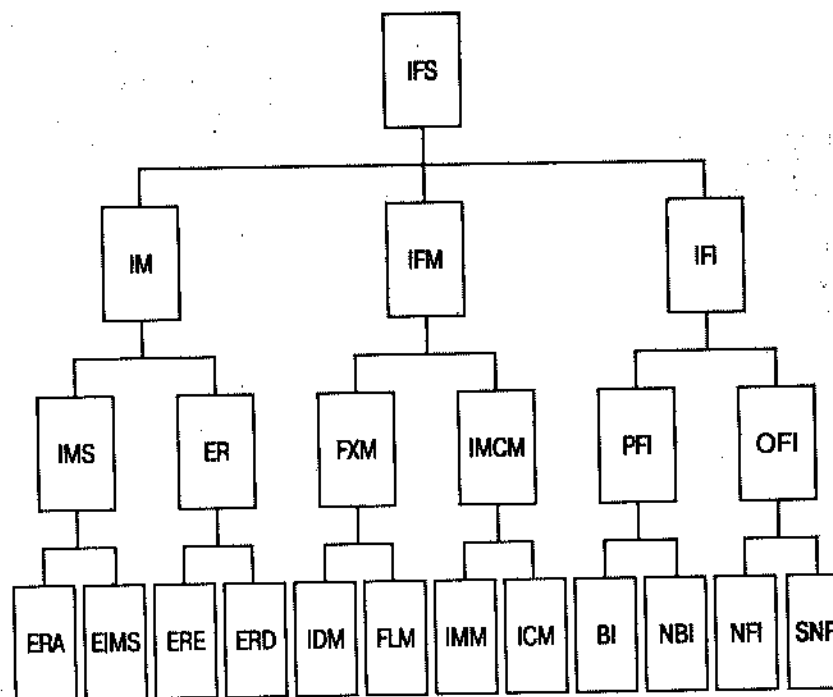 IFS
IM IFM IFI
IMS ER FXM IMCM PFI OFI
ERA EIMS ERE ERD IDM FLM IMM ICM BI NBI NFI